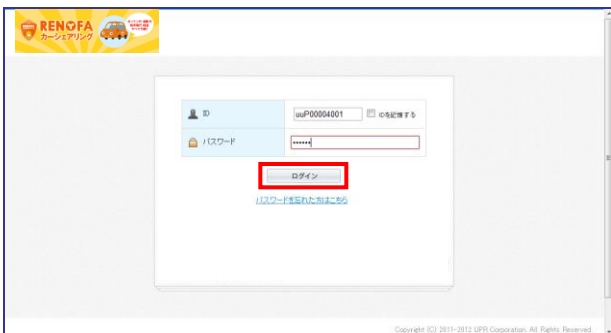 RENOFA
カーシェアリング
ID
uuP00004001
IDを記憶する
パスワード
••••••
ログイン
パスワードを忘れた方はこちら
Copyright (C) 2011-2012 UPR Corporation. All Rights Reserved.